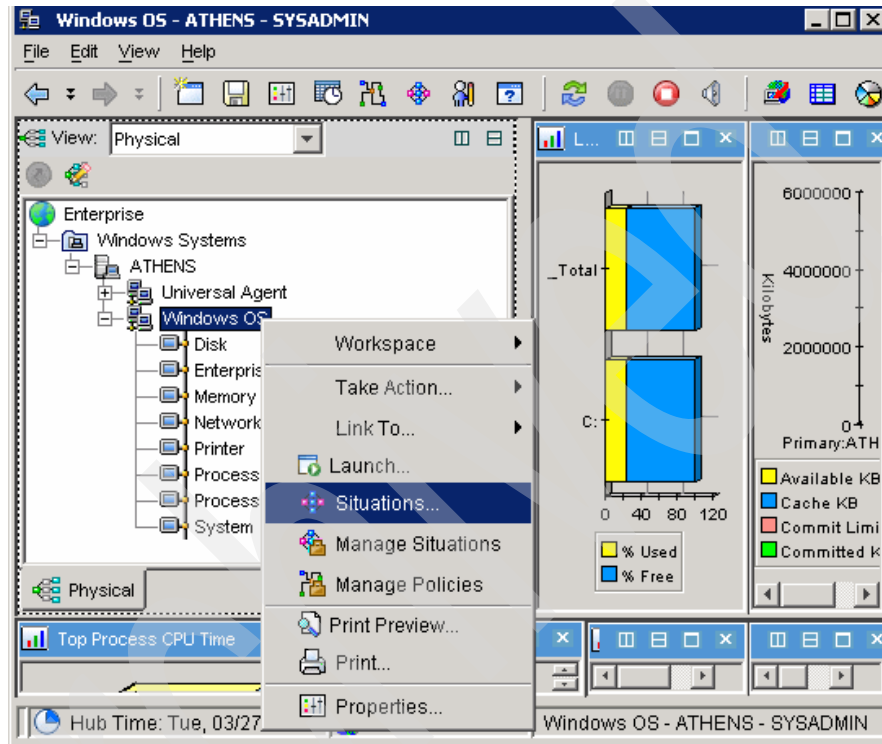 Windows OS - ATHENS - SYSADMIN
File Edit View Help
View: Physical
Enterprise
Windows Systems
ATHENS
Universal Agent
Windows OS
Disk
Enterpris
Memory
Network
Printer
Process
Process
System
Physical
Workspace
Take Action...
Link To...
Launch...
Situations...
Manage Situations
Manage Policies
Print Preview...
Print...
Properties...
L...
_Total
C:
0 40 80 120
% Used
% Free
6000000
4000000
2000000
0
Kilobytes
Primary:ATH
Available KB
Cache KB
Commit Limi
Committed K
Top Process CPU Time
Hub Time: Tue, 03/27
Windows OS - ATHENS - SYSADMIN